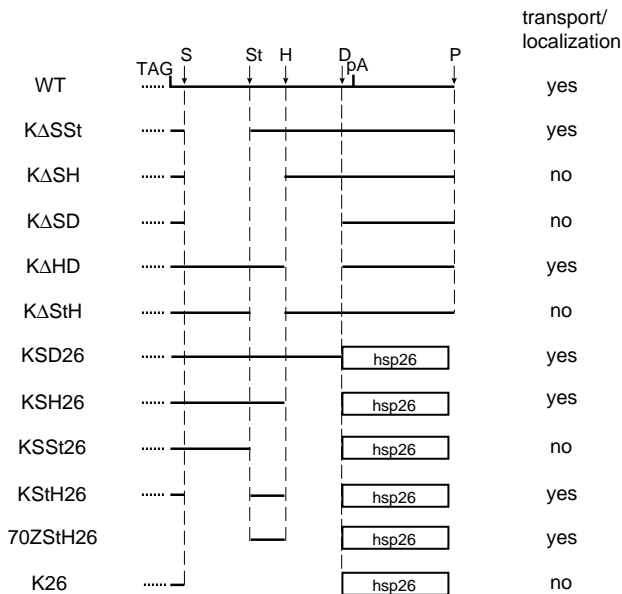 transport/
localization
TAG S St H D pA P
WT yes
KΔSSt yes
KΔSH no
KΔSD no
KΔHD yes
KΔStH no
KSD26 hsp26 yes
KSH26 hsp26 yes
KSSt26 hsp26 no
KStH26 hsp26 yes
70ZStH26 hsp26 yes
K26 hsp26 no